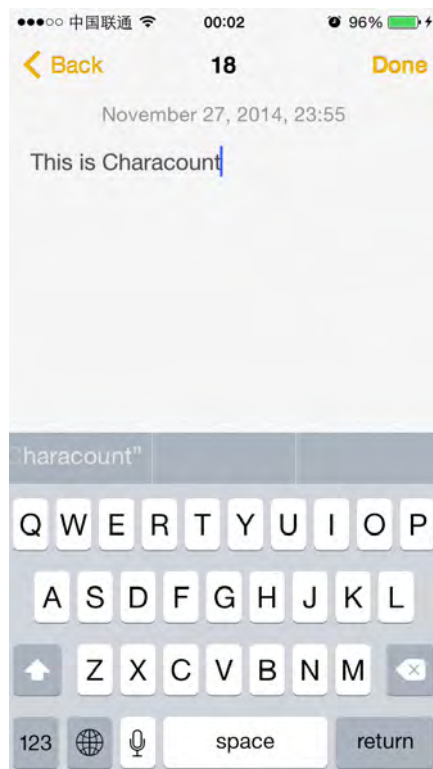 中国联通 00:02 96%
Back 18 Done
November 27, 2014, 23:55
This is Characount
Characount"
Q W E R T Y U I O P
A S D F G H J K L
Z X C V B N M
123 space return